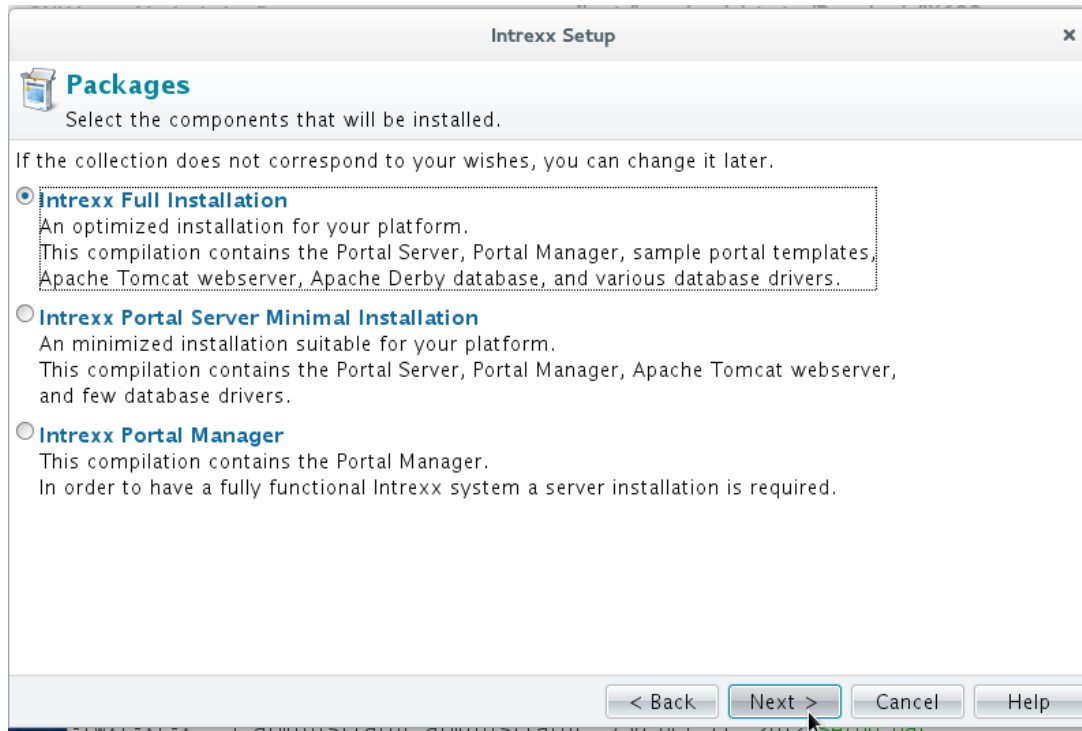 Intrexx Setup
Packages
Select the components that will be installed.
If the collection does not correspond to your wishes, you can change it later.
Intrexx Full Installation
An optimized installation for your platform.
This compilation contains the Portal Server, Portal Manager, sample portal templates,
Apache Tomcat webserver, Apache Derby database, and various database drivers.
Intrexx Portal Server Minimal Installation
An minimized installation suitable for your platform.
This compilation contains the Portal Server, Portal Manager, Apache Tomcat webserver,
and few database drivers.
Intrexx Portal Manager
This compilation contains the Portal Manager.
In order to have a fully functional Intrexx system a server installation is required.
< Back Next > Cancel Help